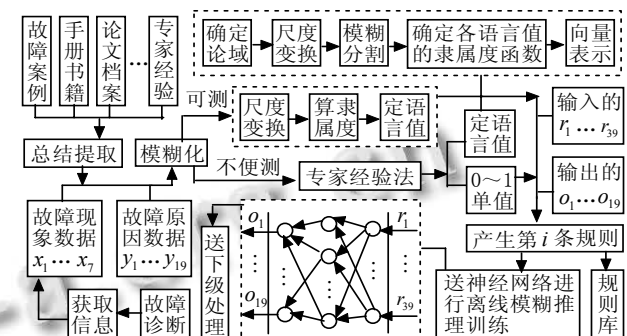 故障案例
手册书籍
论文档案
…
专家经验
确定
论域
尺度
变换
模糊
分割
确定各语言值
的隶属度函数
向量
表示
可测
尺度
变换
算隶
属度
定语
言值
定语
言值
输入的
r₁…r₃₉
总结提取
模糊化
不便测
专家经验法
0～1
单值
输出的
o₁…o₁₉
故障现
象数据
x₁…x₇
故障原
因数据
y₁…y₁₉
送下级处理
o₁
⋮
o₁₉
⋮
⋮
⋮
r₁
⋮
r₃₉
产生第 i 条规则
获取
信息
故障
诊断
送神经网络进
行离线模糊推
理训练
规则库